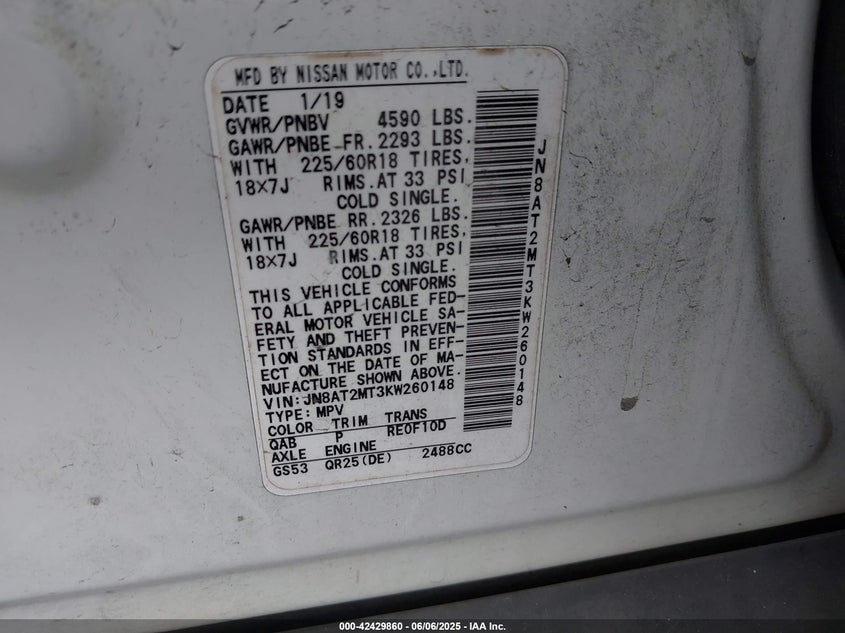 MFD BY NISSAN MOTOR CO.,LTD.
DATE 1/19
GVWR/PNBV 4590 LBS.
GAWR/PNBE FR. 2293 LBS.
WITH 225/60R18 TIRES,
18X7J RIMS.AT 33 PSI
COLD SINGLE.
GAWR/PNBE RR. 2326 LBS.
WITH 225/60R18 TIRES,
18X7J RIMS.AT 33 PSI
COLD SINGLE.
THIS VEHICLE CONFORMS
TO ALL APPLICABLE FED-
ERAL MOTOR VEHICLE SA-
FETY AND THEFT PREVEN-
TION STANDARDS IN EFF-
ECT ON THE DATE OF MA-
NUFACTURE SHOWN ABOVE.
VIN:JN8AT2MT3KW260148
TYPE:MPV
COLOR TRIM TRANS
QAB P RE0F10D
AXLE ENGINE
GS53 QR25(DE) 2488CC
JN8AT2MT3KW260148
000-42429860 - 06/06/2025 - IAA Inc.